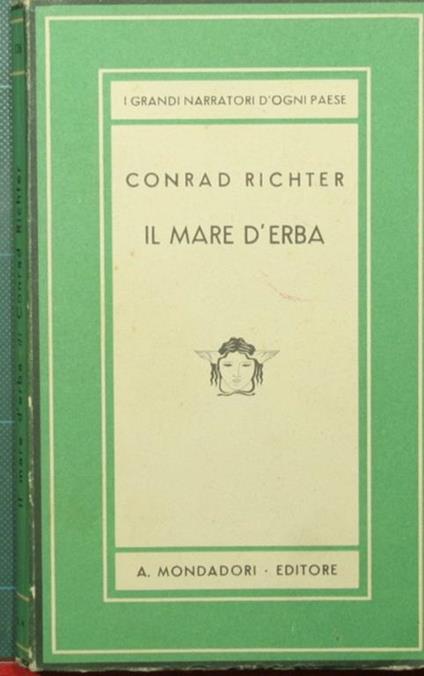 I GRANDI NARRATORI D'OGNI PAESE
CONRAD RICHTER
IL MARE D'ERBA
A. MONDADORI · EDITORE
il mare d'erba di Conrad Richter